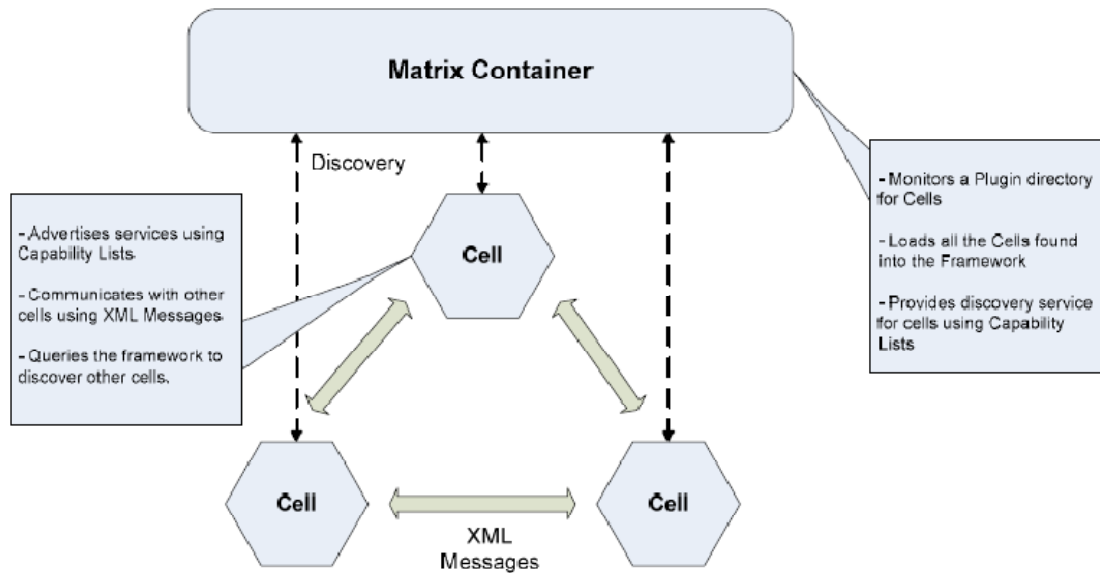 Matrix Container
Discovery
- Monitors a Plugin directory
for Cells
- Loads all the Cells found
into the Framework
- Provides discovery service
for cells using Capability
Lists
- Advertises services using
Capability Lists
- Communicates with other
cells using XML Messages.
- Queries the framework to
discover other cells.
Cell
Cell
Cell
XML
Messages